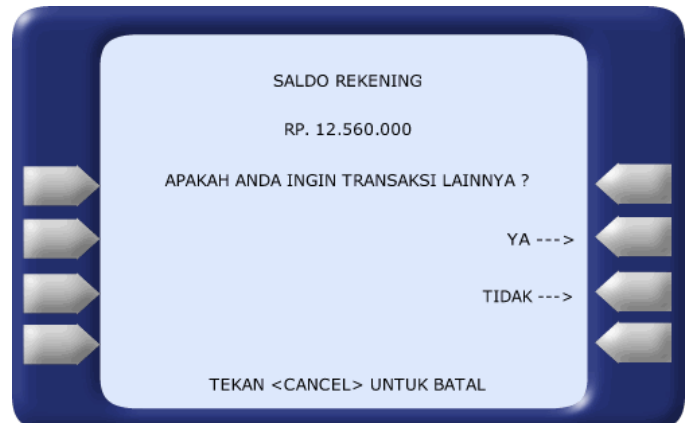 SALDO REKENING
RP. 12.560.000
APAKAH ANDA INGIN TRANSAKSI LAINNYA ?
YA --->
TIDAK --->
TEKAN <CANCEL> UNTUK BATAL